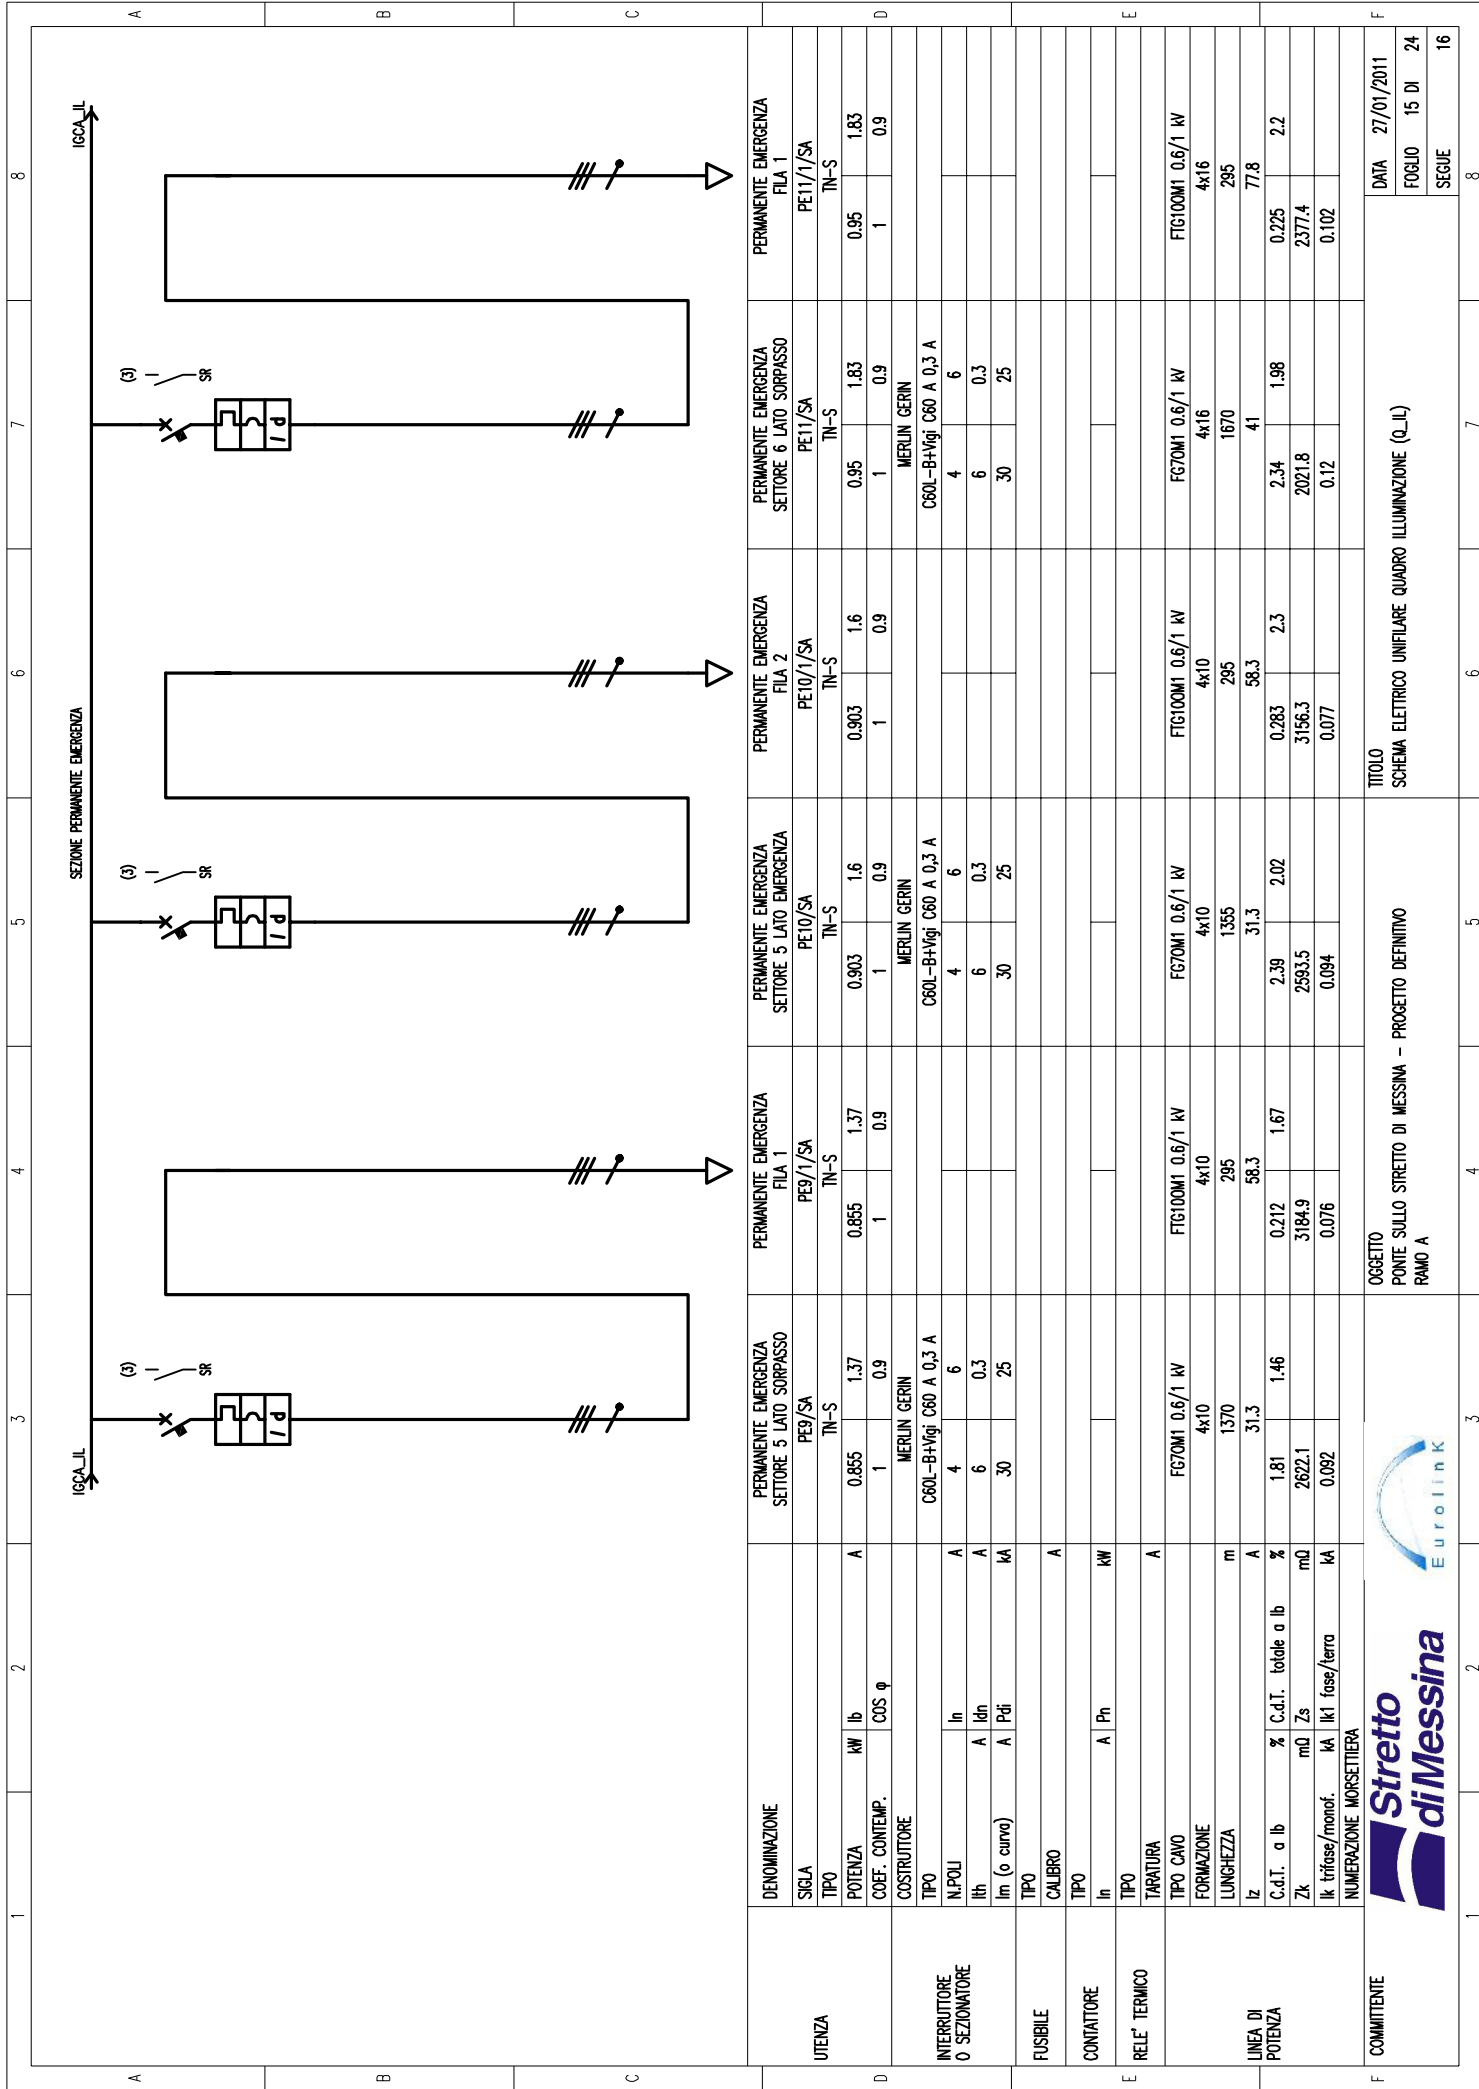 1 2 3 4 5 6 7 8
A A
B B
C C
D D
E E
F F
SEZIONE PERMANENTE EMERGENZA
IGCA_IL IGCA_IL
(3) (3) (3)
SR SR SR
I d I d I d
UTENZA
DENOMINAZIONE PERMANENTE EMERGENZA SETTORE 5 LATO SORPASSO PERMANENTE EMERGENZA FILA 1 PERMANENTE EMERGENZA SETTORE 5 LATO EMERGENZA PERMANENTE EMERGENZA FILA 2 PERMANENTE EMERGENZA SETTORE 6 LATO SORPASSO PERMANENTE EMERGENZA FILA 1
SIGLA PE9/SA PE9/1/SA PE10/SA PE10/1/SA PE11/SA PE11/1/SA
TIPO TN-S TN-S TN-S TN-S TN-S TN-S
POTENZA kW Ib A 0.855 1.37 0.855 1.37 0.903 1.6 0.903 1.6 0.95 1.83 0.95 1.83
COEF. CONTEMP. COS φ 1 0.9 1 0.9 1 0.9 1 0.9 1 0.9 1 0.9
INTERRUTTORE O SEZIONATORE
COSTRUTTORE MERLIN GERIN MERLIN GERIN MERLIN GERIN
TIPO C60L-B+Vigi C60 A 0,3 A C60L-B+Vigi C60 A 0,3 A C60L-B+Vigi C60 A 0,3 A
N.POLI In A 4 6 4 6 4 6
Ith A Idn A 6 0.3 6 0.3 6 0.3
Im (o curva) A Pdi kA 30 25 30 25 30 25
FUSIBILE
TIPO
CALIBRO A
CONTATTORE
TIPO
In A Pn kW
RELE' TERMICO
TIPO
TARATURA A
LINEA DI POTENZA
TIPO CAVO FG7OM1 0.6/1 kV FTG10OM1 0.6/1 kV FG7OM1 0.6/1 kV FTG10OM1 0.6/1 kV FG7OM1 0.6/1 kV FTG10OM1 0.6/1 kV
FORMAZIONE 4x10 4x10 4x10 4x10 4x16 4x16
LUNGHEZZA m 1370 295 1355 295 1670 295
Iz A 31.3 58.3 31.3 58.3 41 77.8
C.d.T. a Ib % C.d.T. totale a Ib % 1.81 1.46 0.212 1.67 2.39 2.02 0.283 2.3 2.34 1.98 0.225 2.2
Zk mΩ Zs mΩ 2622.1 3184.9 2593.5 3156.3 2021.8 2377.4
Ik trifase/monof. kA Ik1 fase/terra kA 0.092 0.076 0.094 0.077 0.12 0.102
NUMERAZIONE MORSETTIERA
COMMITTENTE
Stretto
di Messina
Eurolink
OGGETTO
PONTE SULLO STRETTO DI MESSINA - PROGETTO DEFINITIVO
RAMO A
TITOLO
SCHEMA ELETTRICO UNIFILARE QUADRO ILLUMINAZIONE (Q_IL)
DATA 27/01/2011
FOGLIO 15 DI 24
SEGUE 16
1 2 3 4 5 6 7 8